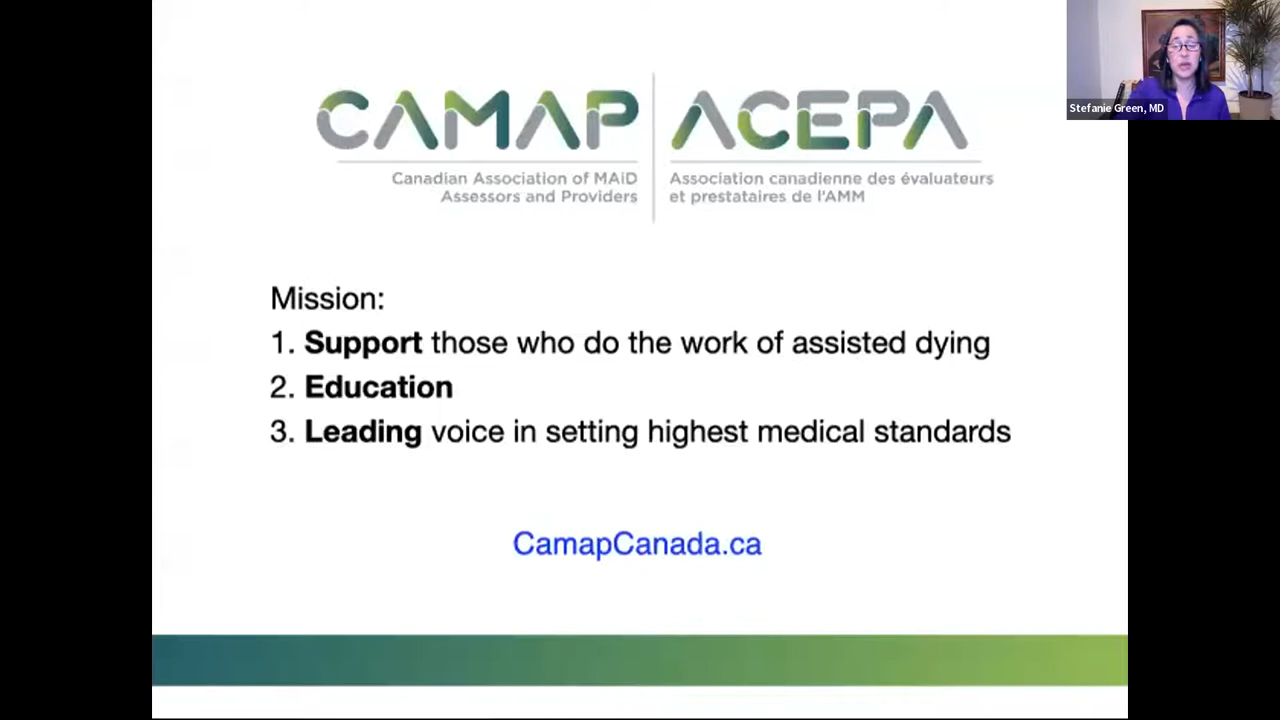 CAMAP
Canadian Association of MAiD
Assessors and Providers
ACEPA
Association canadienne des évaluateurs
et prestataires de l'AMM
Stefanie Green, MD
Mission:
1. Support those who do the work of assisted dying
2. Education
3. Leading voice in setting highest medical standards
CamapCanada.ca